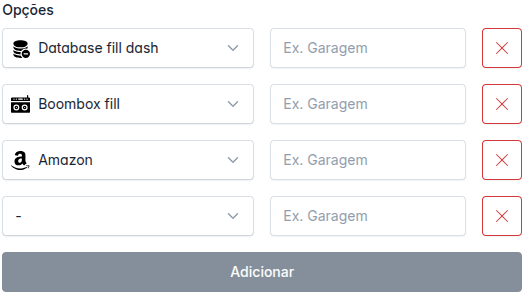 Opções
Database fill dash Ex. Garagem
Boombox fill Ex. Garagem
Amazon Ex. Garagem
- Ex. Garagem
Adicionar